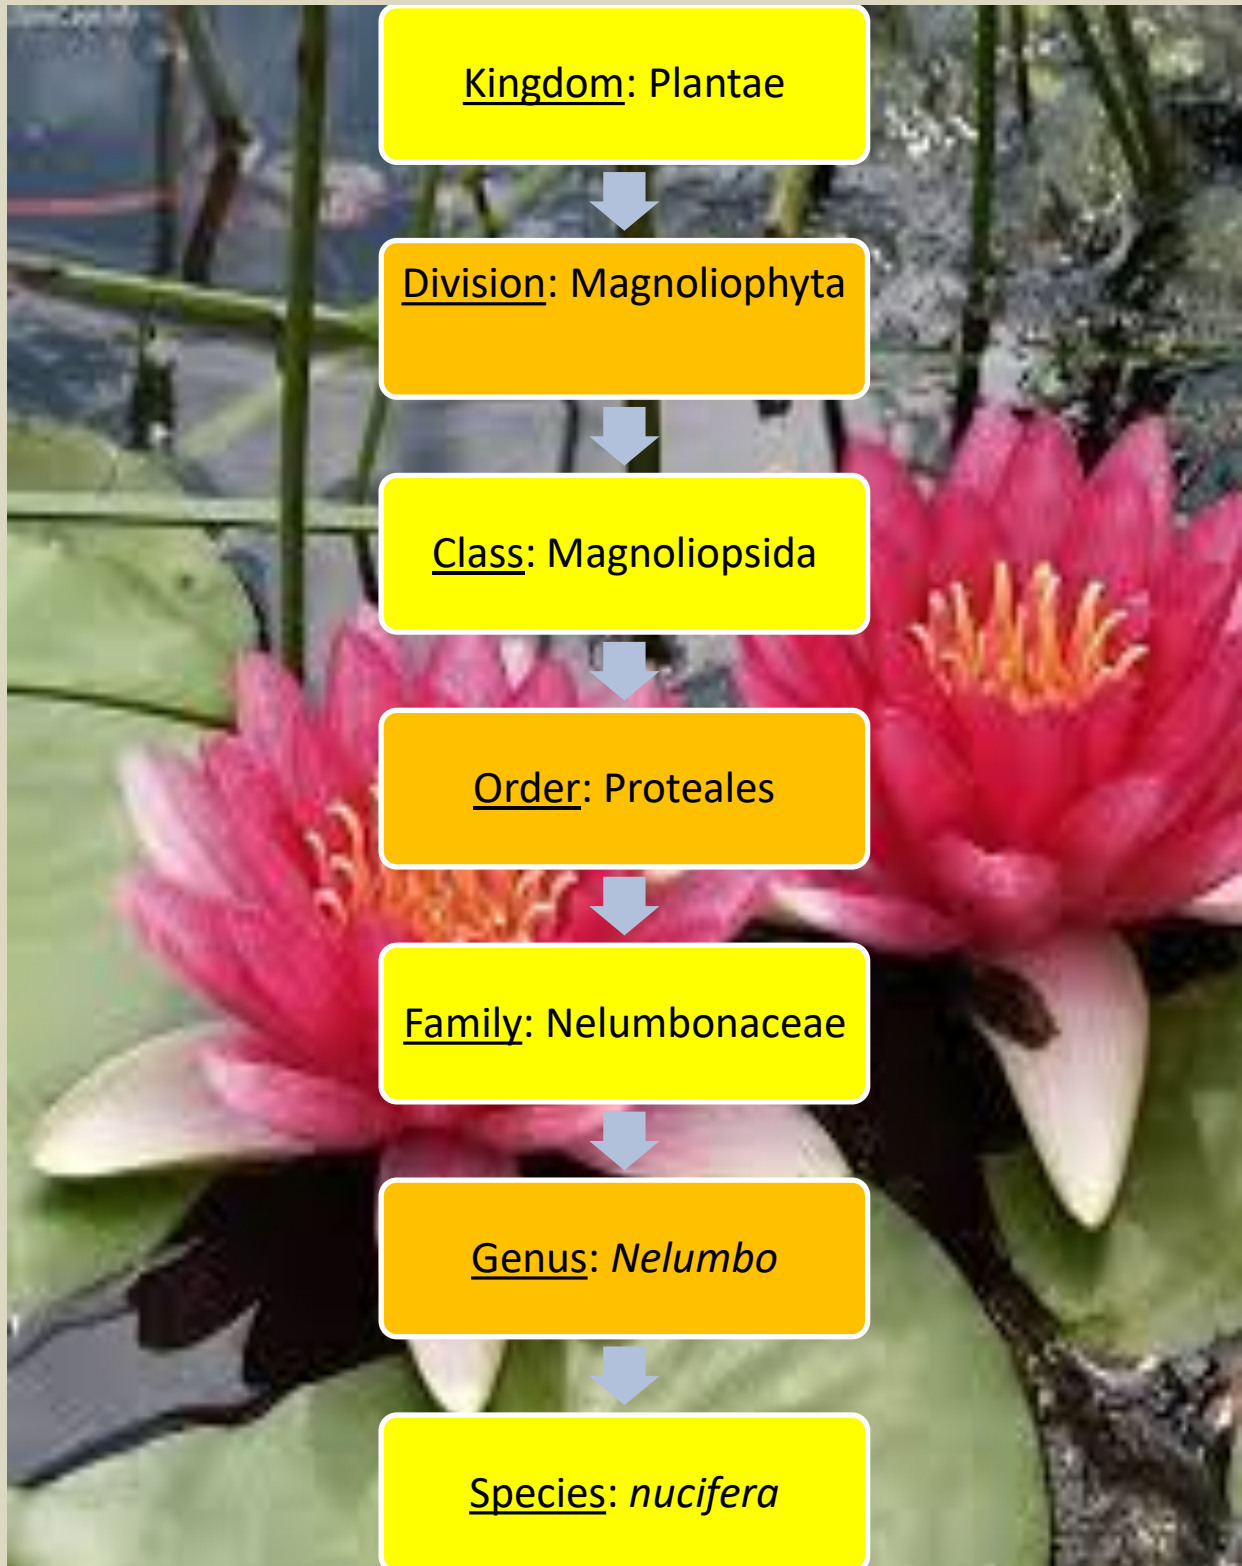 Kingdom: Plantae
Division: Magnoliophyta
Class: Magnoliopsida
Order: Proteales
Family: Nelumbonaceae
Genus: Nelumbo
Species: nucifera